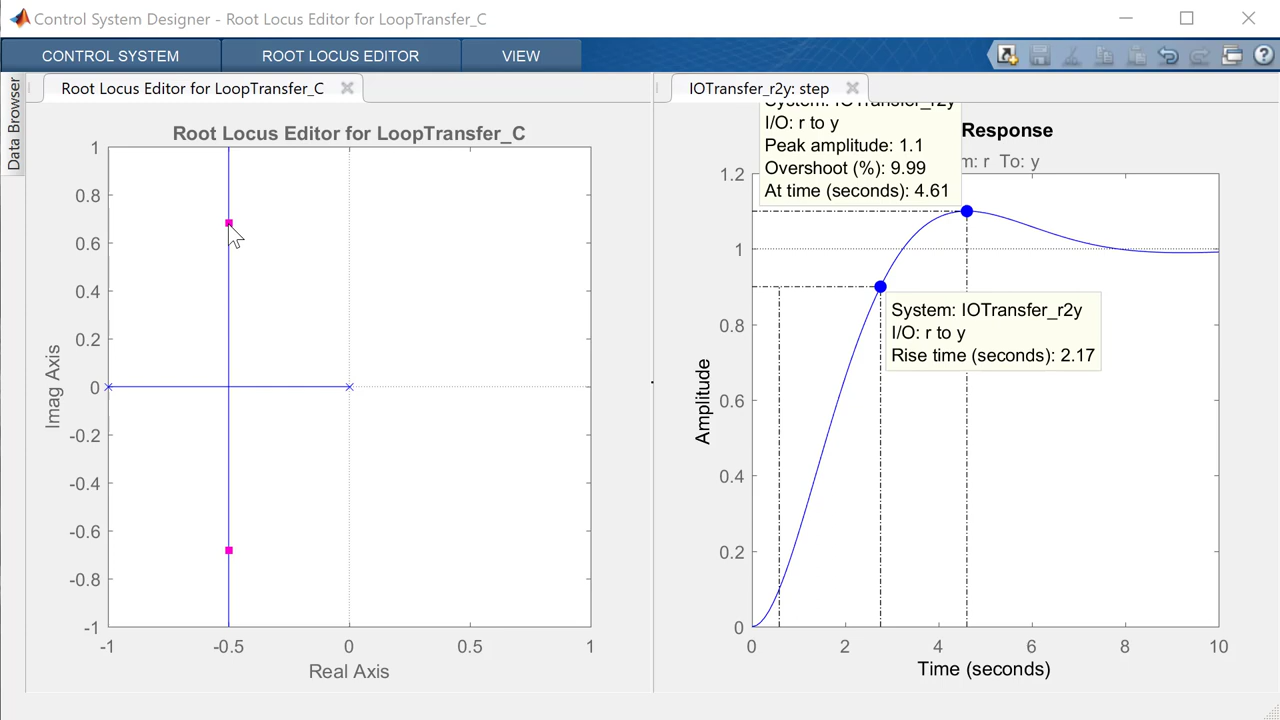 Control System Designer - Root Locus Editor for LoopTransfer_C
CONTROL SYSTEM
ROOT LOCUS EDITOR
VIEW
Data Browser
Root Locus Editor for LoopTransfer_C
IOTransfer_r2y: step
Root Locus Editor for LoopTransfer_C
1
0.8
0.6
0.4
0.2
0
-0.2
-0.4
-0.6
-0.8
-1
-1
-0.5
0
0.5
1
Imag Axis
Real Axis
System: IOTransfer_r2y
I/O: r to y
Peak amplitude: 1.1
Overshoot (%): 9.99
At time (seconds): 4.61
Response
m: r To: y
1.2
1
0.8
0.6
0.4
0.2
0
System: IOTransfer_r2y
I/O: r to y
Rise time (seconds): 2.17
0
2
4
6
8
10
Amplitude
Time (seconds)